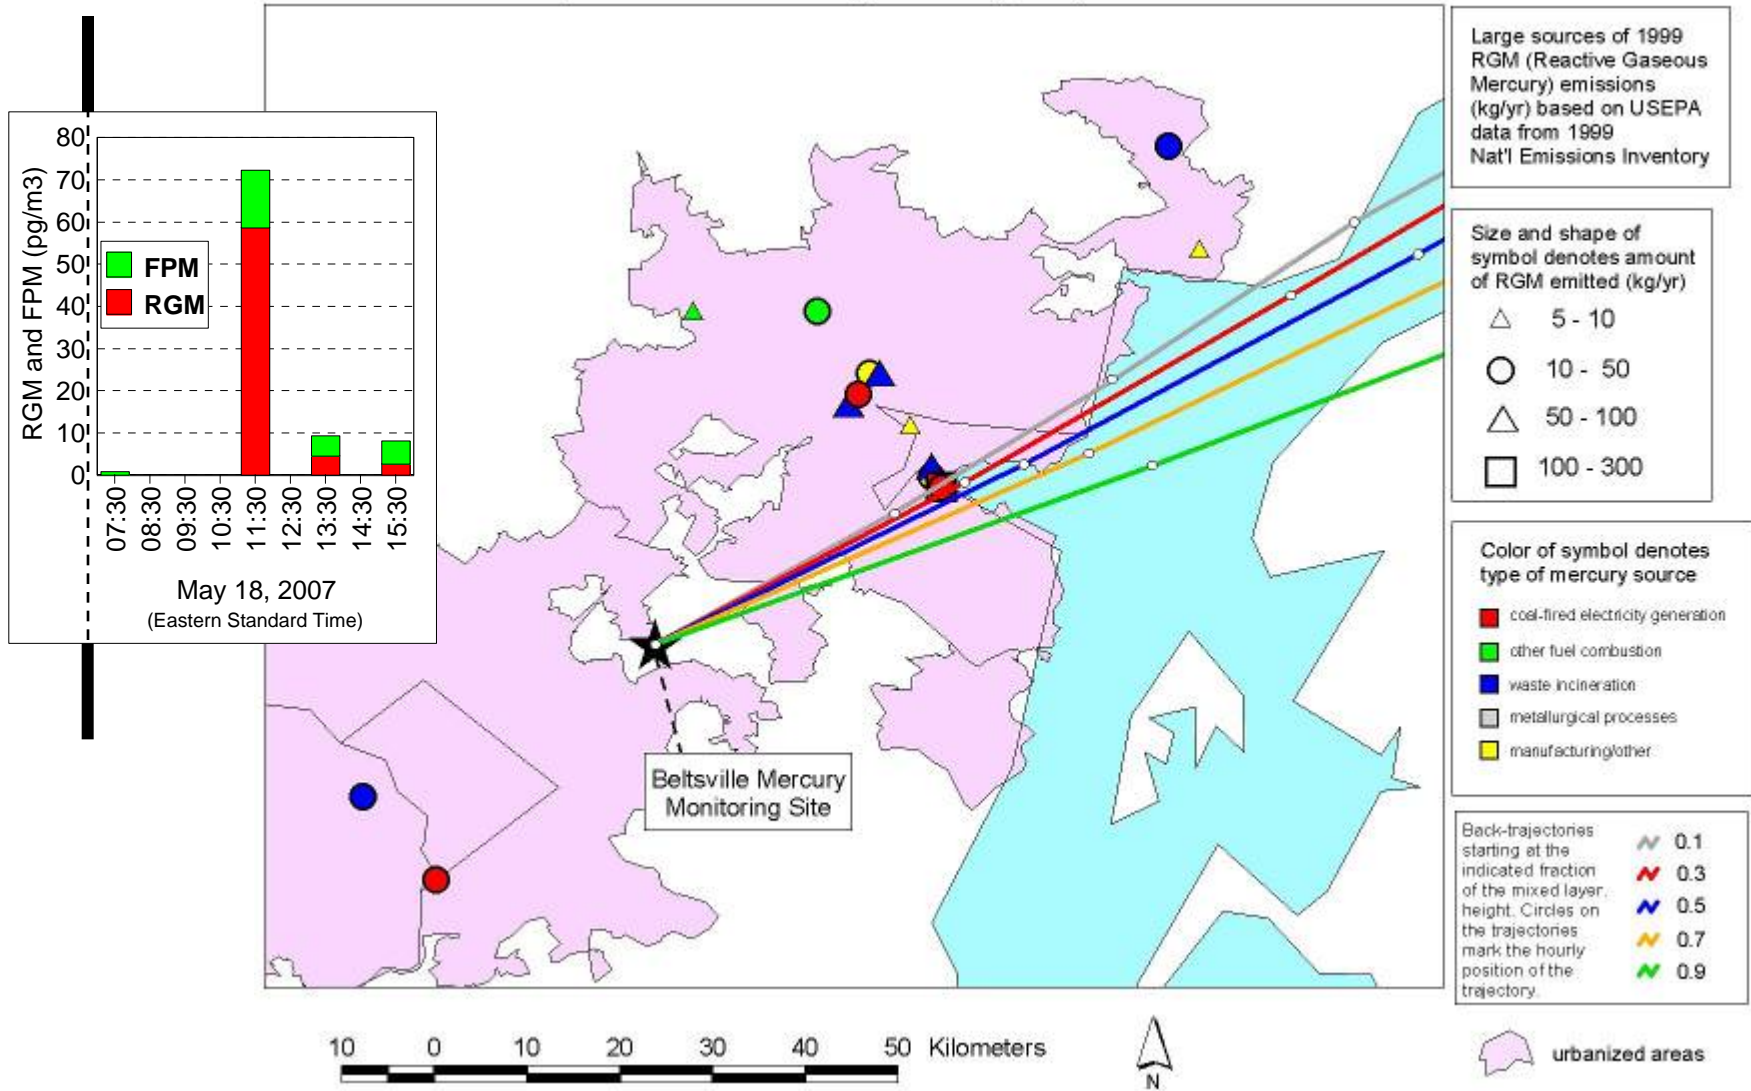 80
70
60
50
40
30
20
10
0
RGM and FPM (pg/m3)
FPM
RGM
07:30
08:30
09:30
10:30
11:30
12:30
13:30
14:30
15:30
May 18, 2007
(Eastern Standard Time)
Beltsville Mercury
Monitoring Site
10 0 10 20 30 40 50 Kilometers
N
Large sources of 1999
RGM (Reactive Gaseous
Mercury) emissions
(kg/yr) based on USEPA
data from 1999
Nat'l Emissions Inventory
Size and shape of
symbol denotes amount
of RGM emitted (kg/yr)
5 - 10
10 - 50
50 - 100
100 - 300
Color of symbol denotes
type of mercury source
coal-fired electricity generation
other fuel combustion
waste incineration
metallurgical processes
manufacturing/other
Back-trajectories
starting at the
indicated fraction
of the mixed layer.
height. Circles on
the trajectories
mark the hourly
position of the
trajectory.
0.1
0.3
0.5
0.7
0.9
urbanized areas